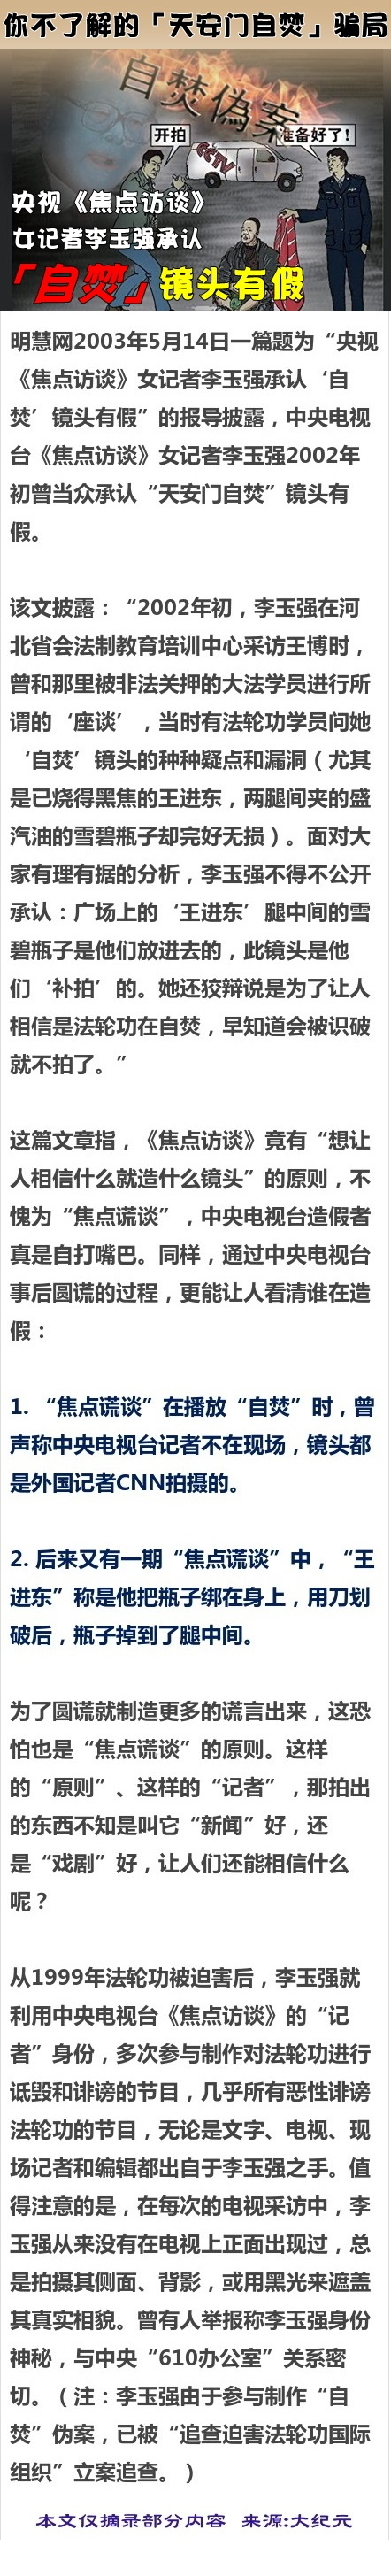 你不了解的「天安门自焚」骗局
自焚偽案
开拍
准备好了!
CCTV
央视《焦点访谈》
女记者李玉强承认
「自焚」镜头有假
明慧网2003年5月14日一篇题为“央视
《焦点访谈》女记者李玉强承认‘自
焚’镜头有假”的报导披露，中央电视
台《焦点访谈》女记者李玉强2002年
初曾当众承认“天安门自焚”镜头有
假。
该文披露：“2002年初，李玉强在河
北省会法制教育培训中心采访王博时，
曾和那里被非法关押的大法学员进行所
谓的‘座谈’，当时有法轮功学员问她
‘自焚’镜头的种种疑点和漏洞（尤其
是已烧得黑焦的王进东，两腿间夹的盛
汽油的雪碧瓶子却完好无损）。面对大
家有理有据的分析，李玉强不得不公开
承认：广场上的‘王进东’腿中间的雪
碧瓶子是他们放进去的，此镜头是他
们‘补拍’的。她还狡辩说是为了让人
相信是法轮功在自焚，早知道会被识破
就不拍了。”
这篇文章指，《焦点访谈》竟有“想让
人相信什么就造什么镜头”的原则，不
愧为“焦点谎谈”，中央电视台造假者
真是自打嘴巴。同样，通过中央电视台
事后圆谎的过程，更能让人看清谁在造
假：
1. “焦点谎谈”在播放“自焚”时，曾
声称中央电视台记者不在现场，镜头都
是外国记者CNN拍摄的。
2. 后来又有一期“焦点谎谈”中，“王
进东”称是他把瓶子绑在身上，用刀划
破后，瓶子掉到了腿中间。
为了圆谎就制造更多的谎言出来，这恐
怕也是“焦点谎谈”的原则。这样
的“原则”、这样的“记者”，那拍出
的东西不知是叫它“新闻”好，还
是“戏剧”好，让人们还能相信什么
呢？
从1999年法轮功被迫害后，李玉强就
利用中央电视台《焦点访谈》的“记
者”身份，多次参与制作对法轮功进行
诋毁和诽谤的节目，几乎所有恶性诽谤
法轮功的节目，无论是文字、电视、现
场记者和编辑都出自于李玉强之手。值
得注意的是，在每次的电视采访中，李
玉强从来没有在电视上正面出现过，总
是拍摄其侧面、背影，或用黑光来遮盖
其真实相貌。曾有人举报称李玉强身份
神秘，与中央“610办公室”关系密
切。（注：李玉强由于参与制作“自
焚”伪案，已被“追查迫害法轮功国际
组织”立案追查。）
本文仅摘录部分内容 来源:大纪元